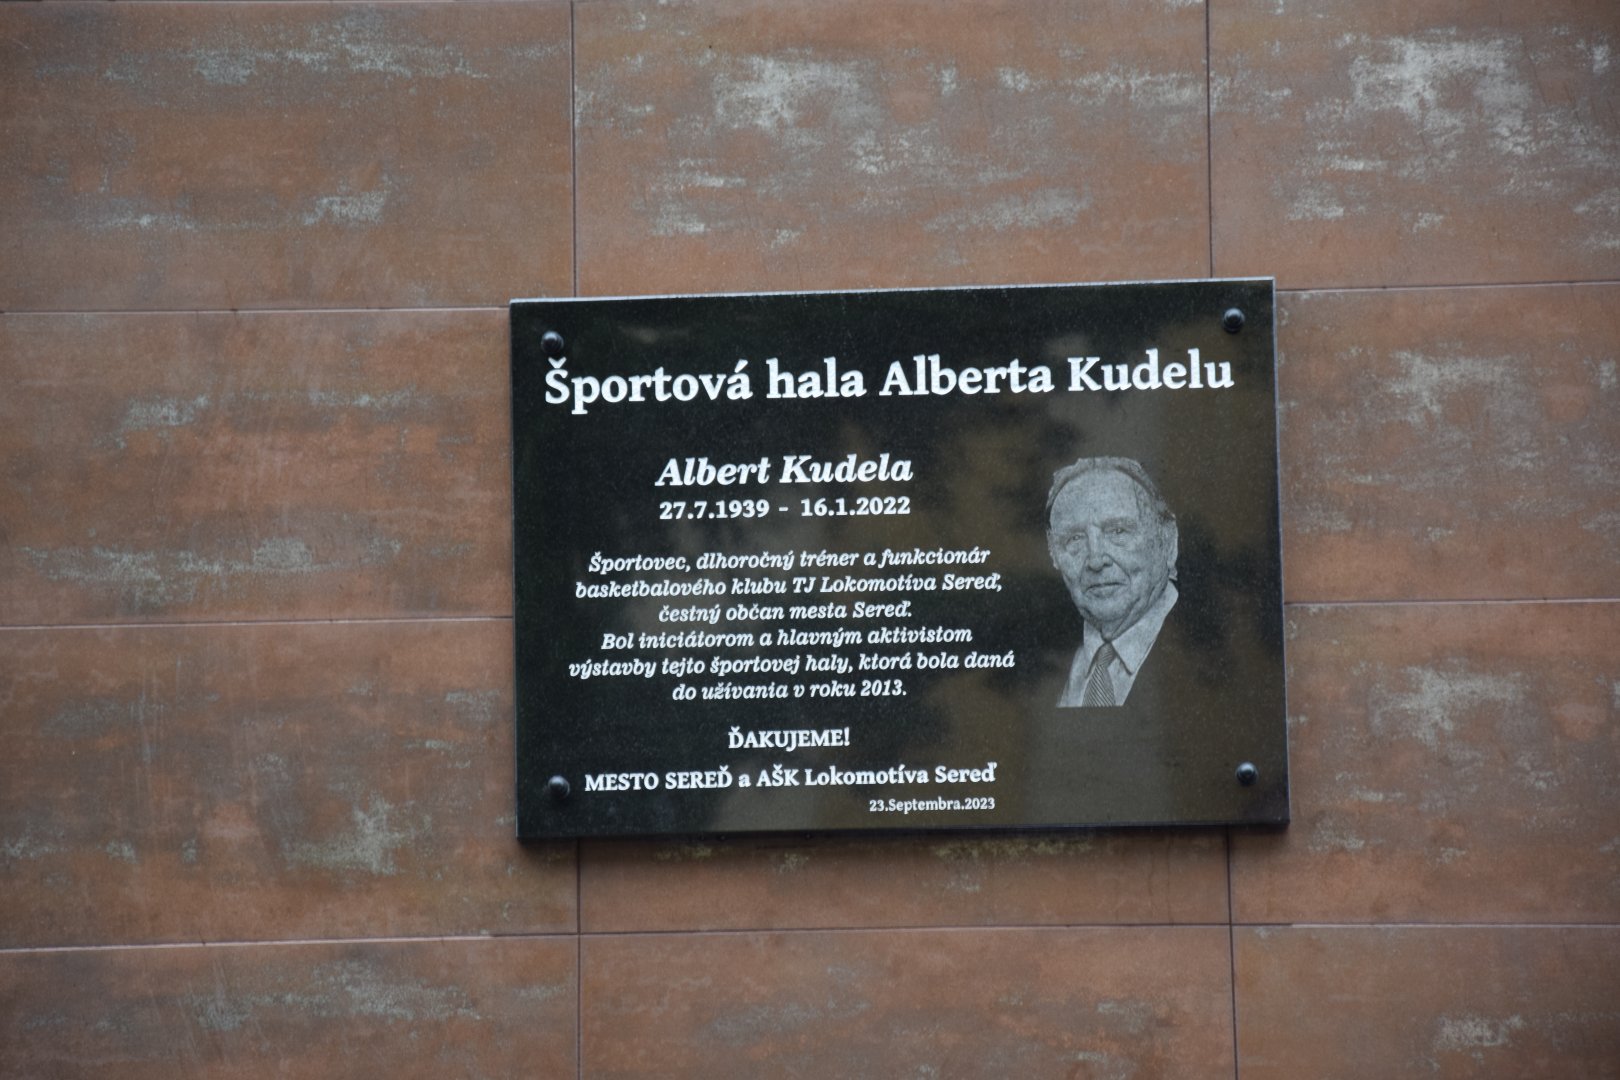 Športová hala Alberta Kudelu
Albert Kudela
27.7.1939 - 16.1.2022
Športovec, dlhoročný tréner a funkcionár
basketbalového klubu TJ Lokomotíva Sereď,
čestný občan mesta Sereď.
Bol iniciátorom a hlavným aktivistom
výstavby tejto športovej haly, ktorá bola daná
do užívania v roku 2013.
ĎAKUJEME!
MESTO SEREĎ a AŠK Lokomotíva Sereď
23.Septembra.2023